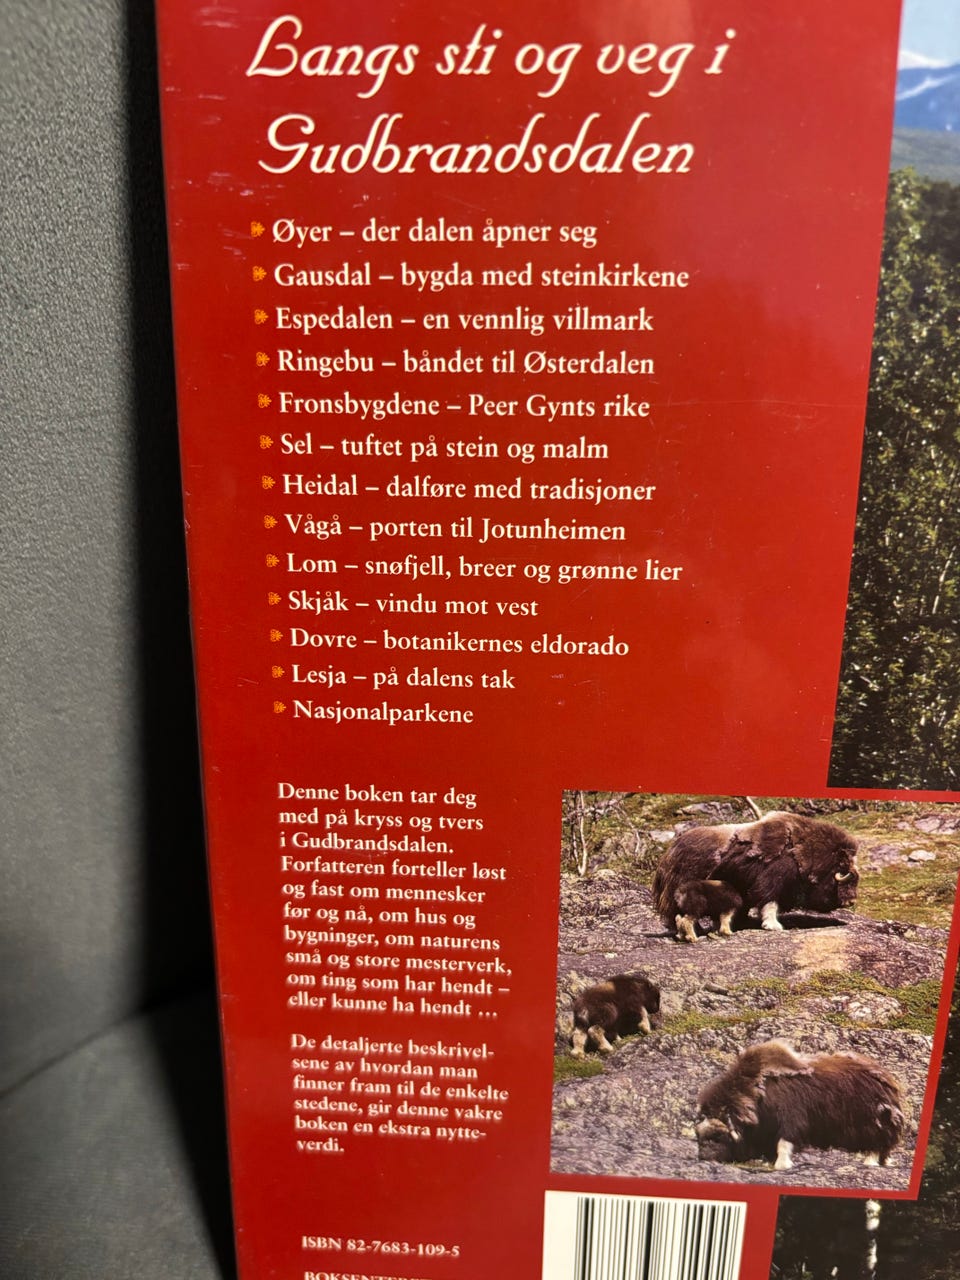 Langs sti og veg i
Gudbrandsdalen
Øyer – der dalen åpner seg
Gausdal – bygda med steinkirkene
Espedalen – en vennlig villmark
Ringebu – båndet til Østerdalen
Fronsbygdene – Peer Gynts rike
Sel – tuftet på stein og malm
Heidal – dalføre med tradisjoner
Vågå – porten til Jotunheimen
Lom – snøfjell, breer og grønne lier
Skjåk – vindu mot vest
Dovre – botanikernes eldorado
Lesja – på dalens tak
Nasjonalparkene
Denne boken tar deg
med på kryss og tvers
i Gudbrandsdalen.
Forfatteren forteller løst
og fast om mennesker
før og nå, om hus og
bygninger, om naturens
små og store mesterverk,
om ting som har hendt –
eller kunne ha hendt ...
De detaljerte beskrivel-
sene av hvordan man
finner fram til de enkelte
stedene, gir denne vakre
boken en ekstra nytte-
verdi.
ISBN 82-7683-109-5